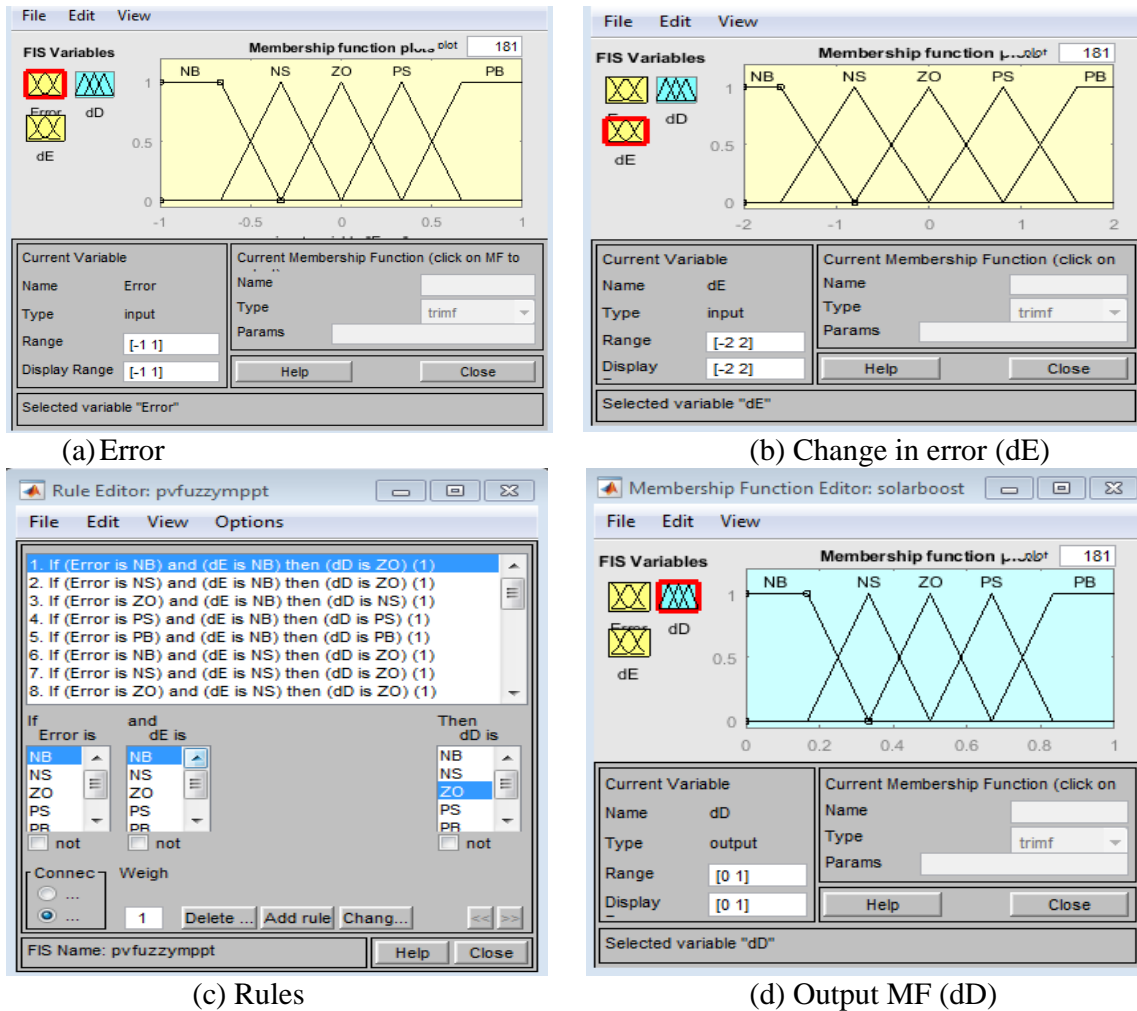 File Edit View
FIS Variables
Membership function plot
181
Error
dD
dE
NB NS ZO PS PB
1
0.5
0
-1 -0.5 0 0.5 1
Current Variable
Name Error
Type input
Range [-1 1]
Display Range [-1 1]
Current Membership Function (click on MF to
Name
Type trimf
Params
Help Close
Selected variable "Error"
(a) Error
File Edit View
FIS Variables
Membership function
181
dD
dE
NB NS ZO PS PB
1
0.5
0
-2 -1 0 1 2
Current Variable
Name dE
Type input
Range [-2 2]
Display [-2 2]
Current Membership Function (click on
Name
Type trimf
Params
Help Close
Selected variable "dE"
(b) Change in error (dE)
Rule Editor: pvfuzzymppt
File Edit View Options
1. If (Error is NB) and (dE is NB) then (dD is ZO) (1)
2. If (Error is NS) and (dE is NB) then (dD is ZO) (1)
3. If (Error is ZO) and (dE is NB) then (dD is NS) (1)
4. If (Error is PS) and (dE is NB) then (dD is PS) (1)
5. If (Error is PB) and (dE is NB) then (dD is PB) (1)
6. If (Error is NB) and (dE is NS) then (dD is ZO) (1)
7. If (Error is NS) and (dE is NS) then (dD is ZO) (1)
8. If (Error is ZO) and (dE is NS) then (dD is ZO) (1)
If and Then
Error is dE is dD is
NB NB NB
NS NS NS
ZO ZO ZO
PS PS PS
PB PB PB
not not not
Connec Weigh
...
... 1 Delete ... Add rule Chang... << >>
FIS Name: pvfuzzymppt Help Close
(c) Rules
Membership Function Editor: solarboost
File Edit View
FIS Variables
Membership function
181
Error
dD
dE
NB NS ZO PS PB
1
0.5
0
0 0.2 0.4 0.6 0.8 1
Current Variable
Name dD
Type output
Range [0 1]
Display [0 1]
Current Membership Function (click on
Name
Type trimf
Params
Help Close
Selected variable "dD"
(d) Output MF (dD)